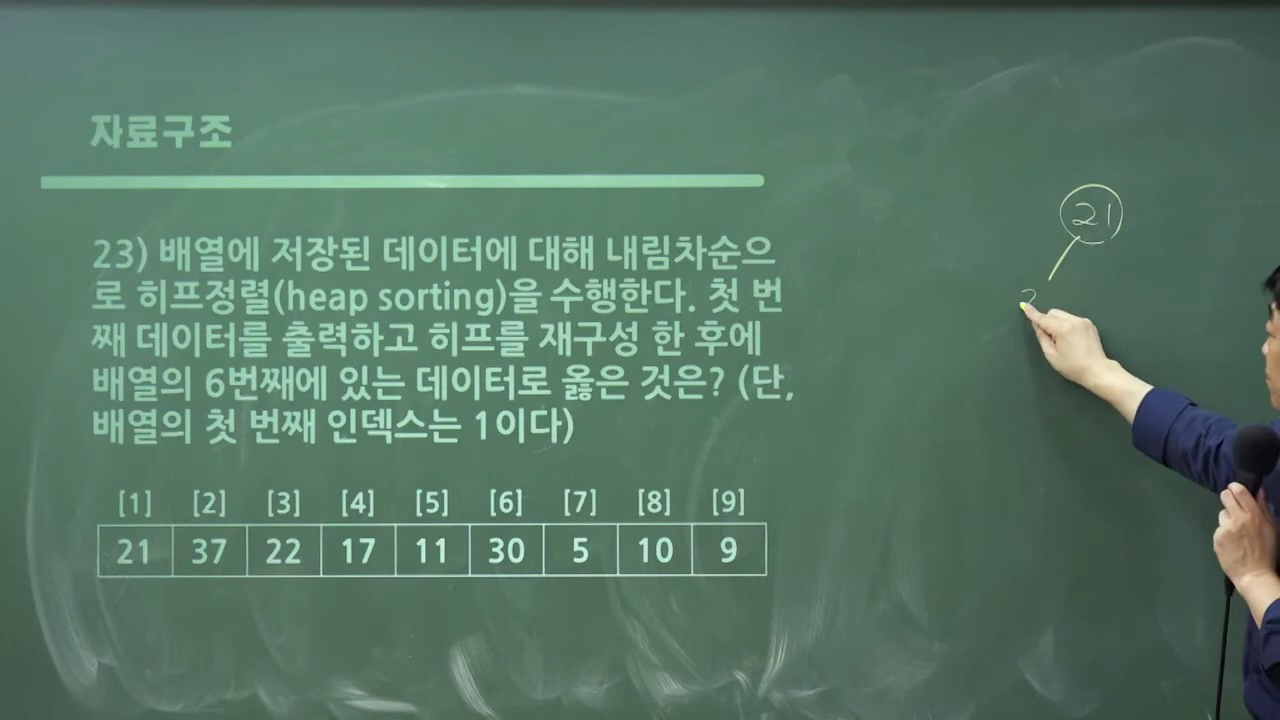 자료구조
23) 배열에 저장된 데이터에 대해 내림차순으
로 히프정렬(heap sorting)을 수행한다. 첫 번
째 데이터를 출력하고 히프를 재구성 한 후에
배열의 6번째에 있는 데이터로 옳은 것은? (단,
배열의 첫 번째 인덱스는 1이다)
[1] [2] [3] [4] [5] [6] [7] [8] [9]
21 37 22 17 11 30 5 10 9
21